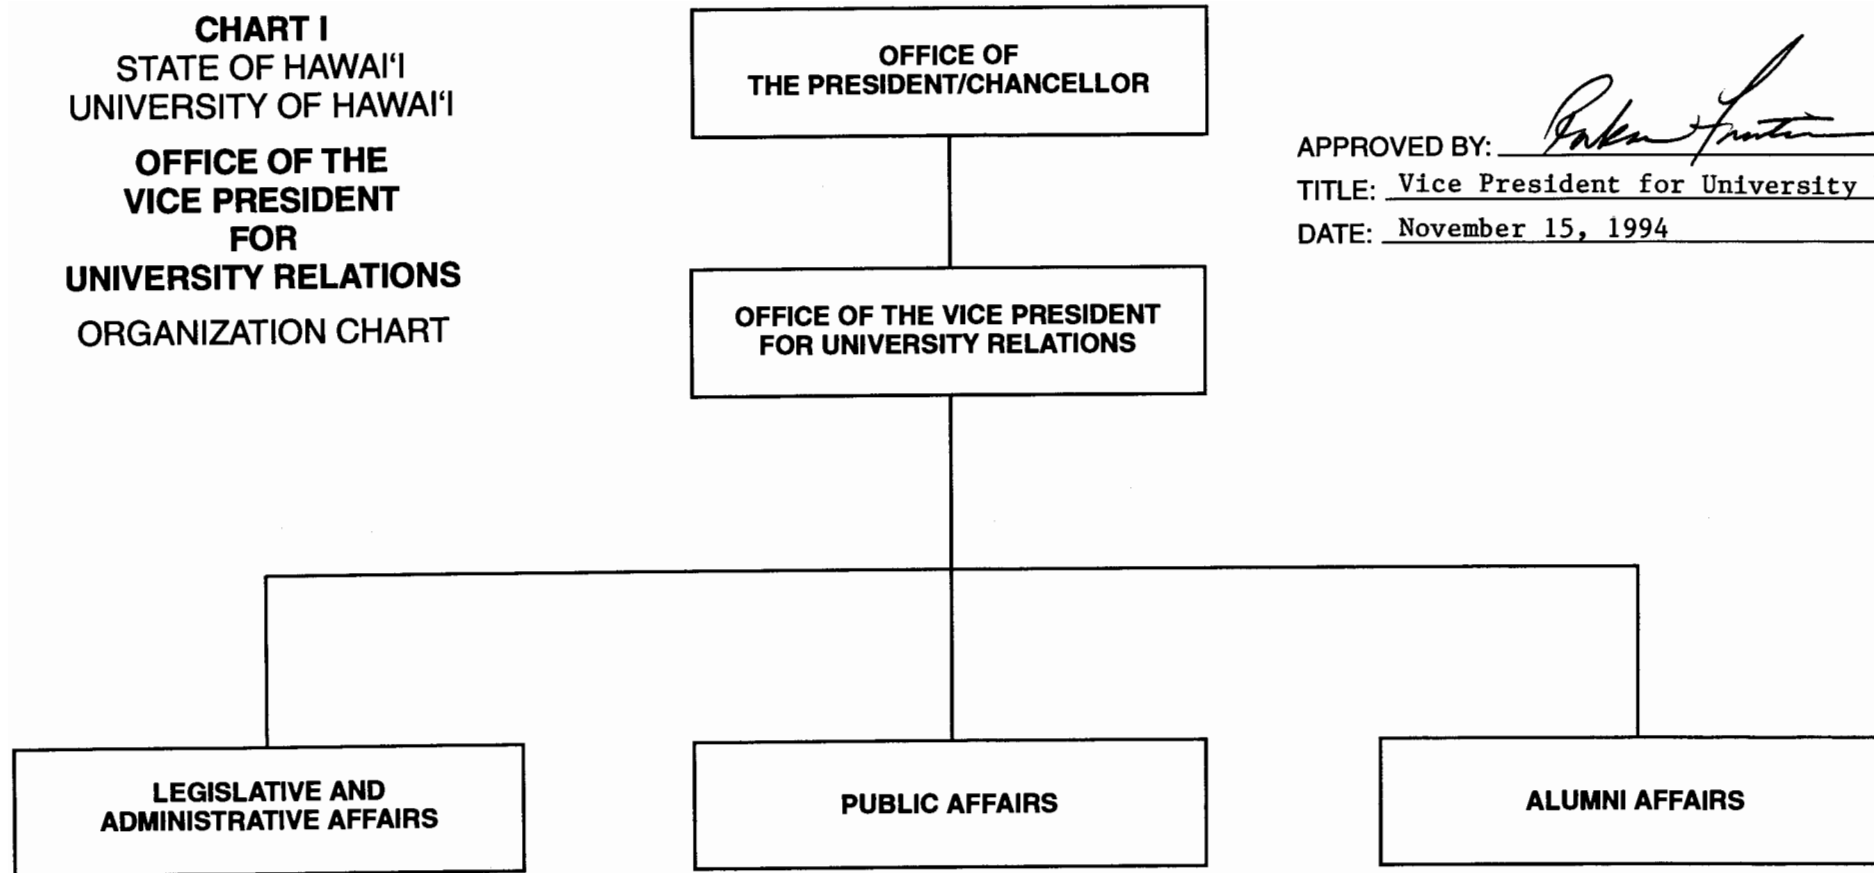 CHART I
STATE OF HAWAIʻI
UNIVERSITY OF HAWAIʻI
OFFICE OF THE
VICE PRESIDENT
FOR
UNIVERSITY RELATIONS
ORGANIZATION CHART
OFFICE OF
THE PRESIDENT/CHANCELLOR
APPROVED BY:
TITLE: Vice President for University
DATE: November 15, 1994
OFFICE OF THE VICE PRESIDENT
FOR UNIVERSITY RELATIONS
LEGISLATIVE AND
ADMINISTRATIVE AFFAIRS
PUBLIC AFFAIRS
ALUMNI AFFAIRS